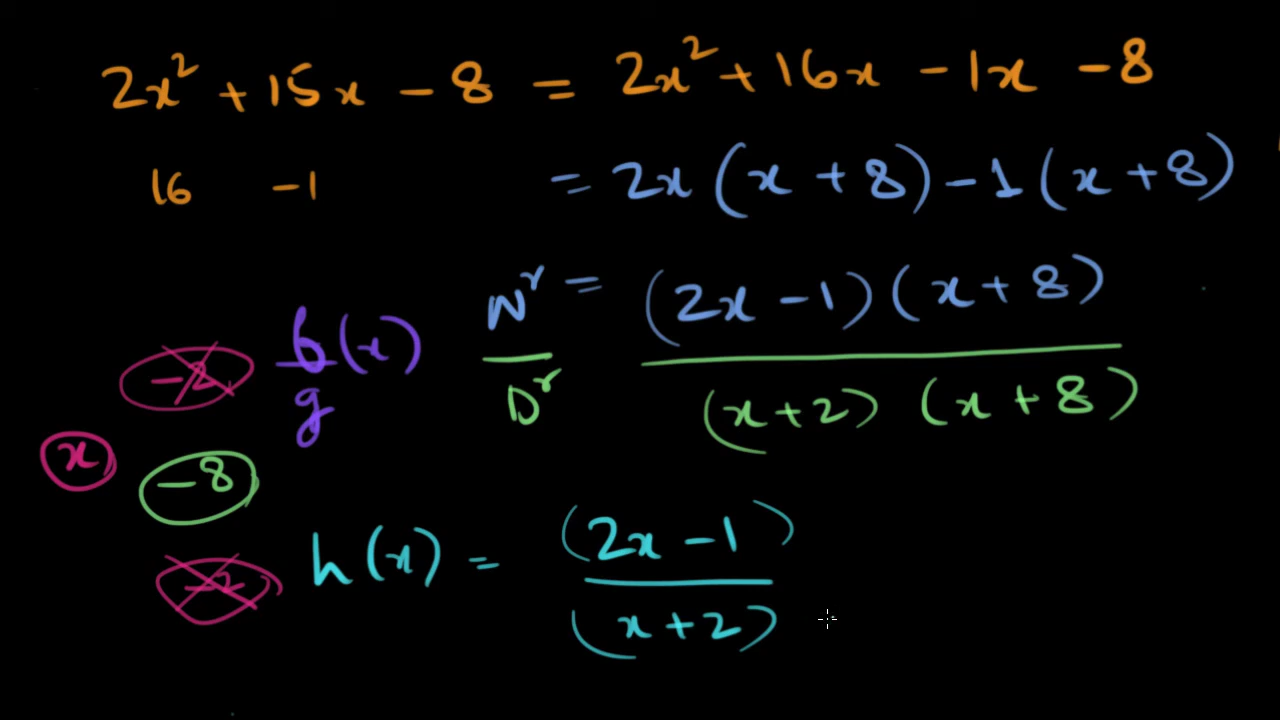 2x² + 15x - 8 = 2x² + 16x - 1x - 8
16 -1
= 2x (x + 8) - 1 (x + 8)
Nʳ = (2x - 1) (x + 8)
Dʳ (x + 2) (x + 8)
-2 f/g (x)
x
-8
h(x) = (2x - 1)
-2
(x + 2)